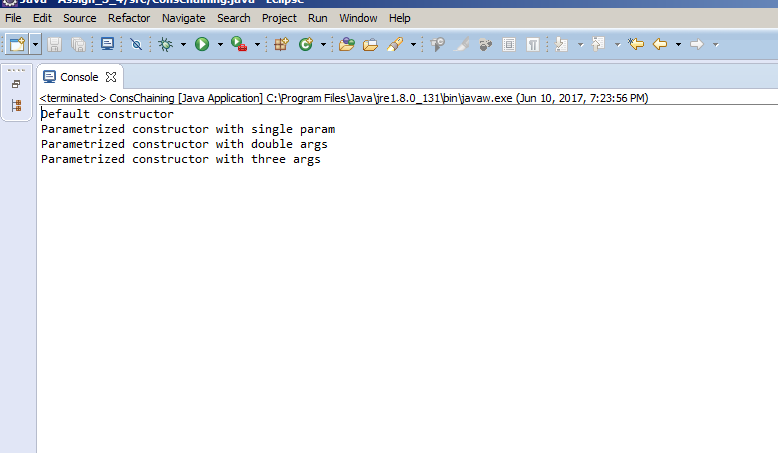 Java - Assign_5_4/src/ConsChaining.java - Eclipse
File Edit Source Refactor Navigate Search Project Run Window Help
Console
<terminated> ConsChaining [Java Application] C:\Program Files\Java\jre1.8.0_131\bin\javaw.exe (Jun 10, 2017, 7:23:56 PM)
Default constructor
Parametrized constructor with single param
Parametrized constructor with double args
Parametrized constructor with three args